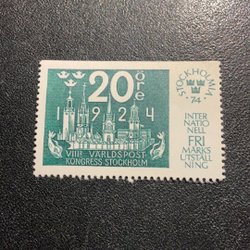 20 öre
1924
VIII. VÄRLDSPOST
KONGRESS STOCKHOLM
STOCKHOLMIA
'74
INTER
NATIO
NELL
FRI
MÄRKS
UTSTÄLL
NING